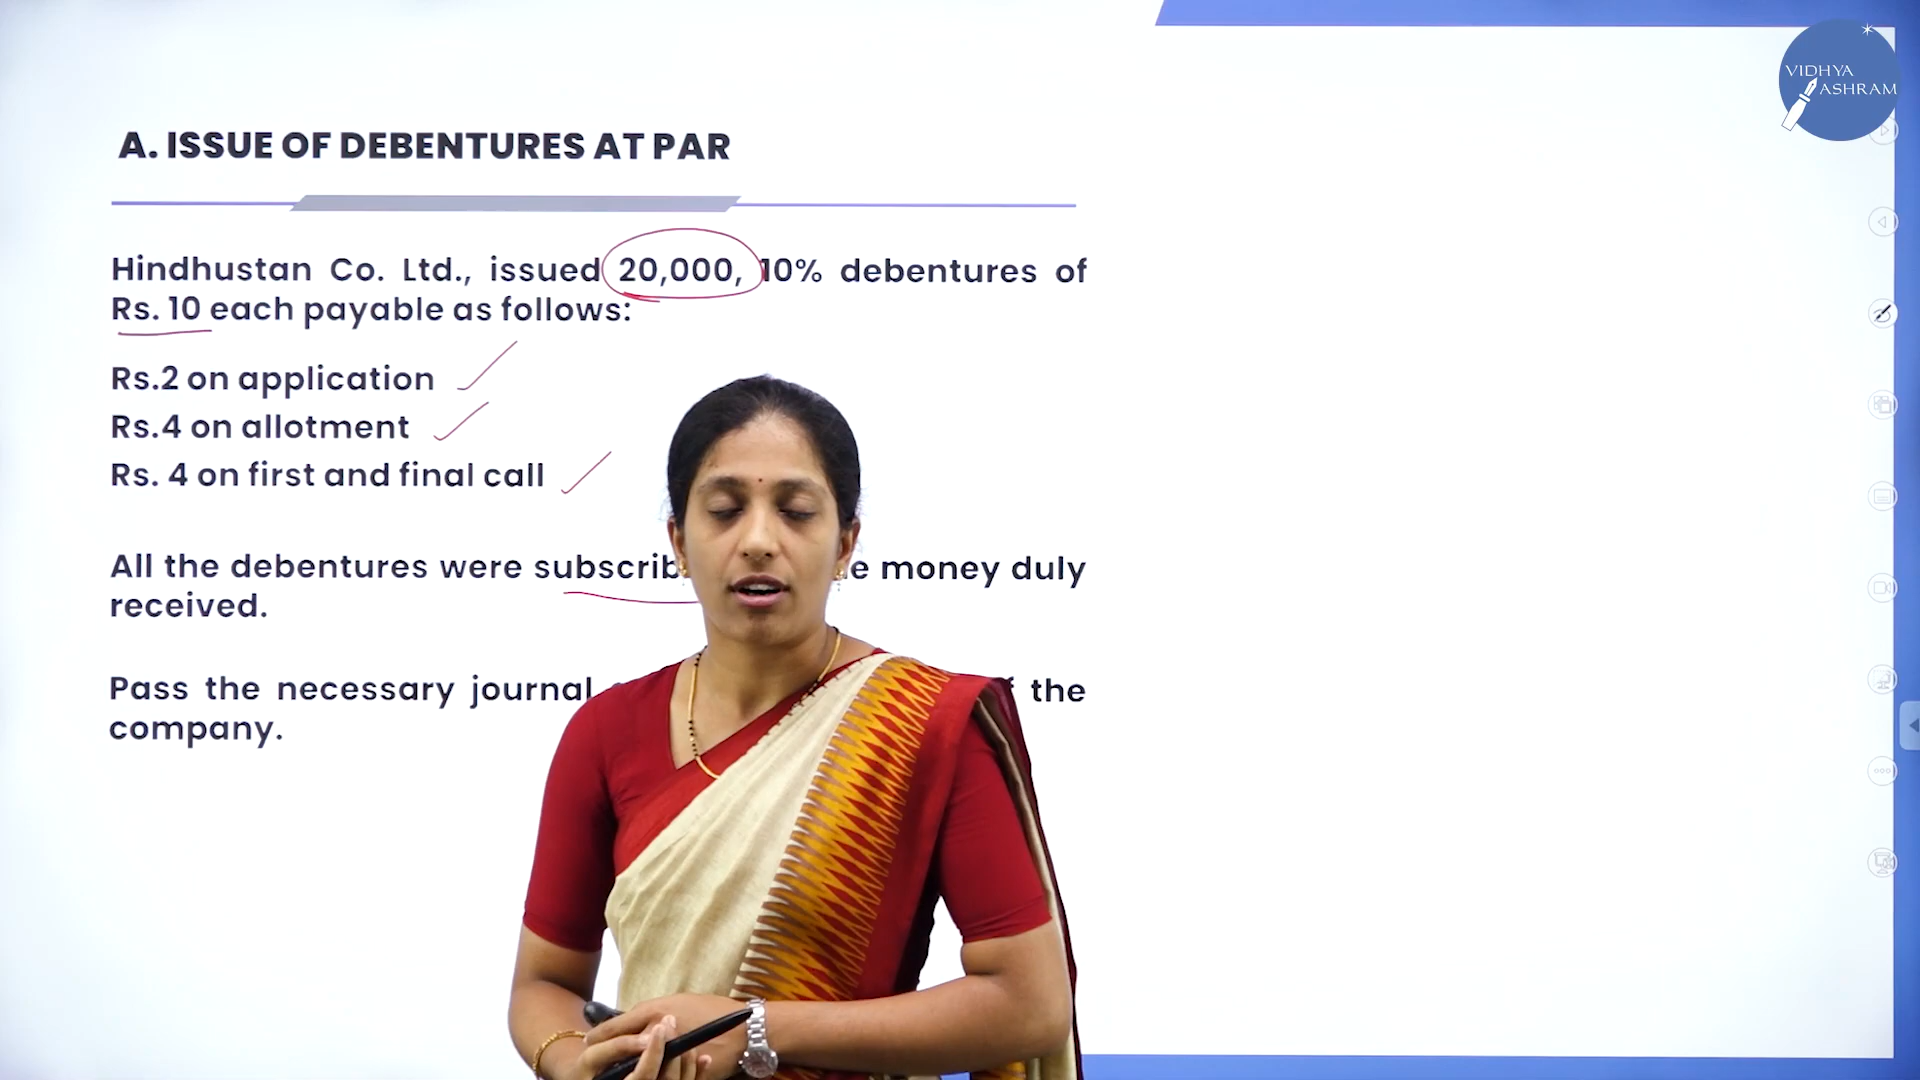 VIDHYA
ASHRAM
A. ISSUE OF DEBENTURES AT PAR
Hindhustan Co. Ltd., issued 20,000, 10% debentures of
Rs. 10 each payable as follows:
Rs.2 on application
Rs.4 on allotment
Rs. 4 on first and final call
All the debentures were money duly
received.
Pass the necessary journal the
company.